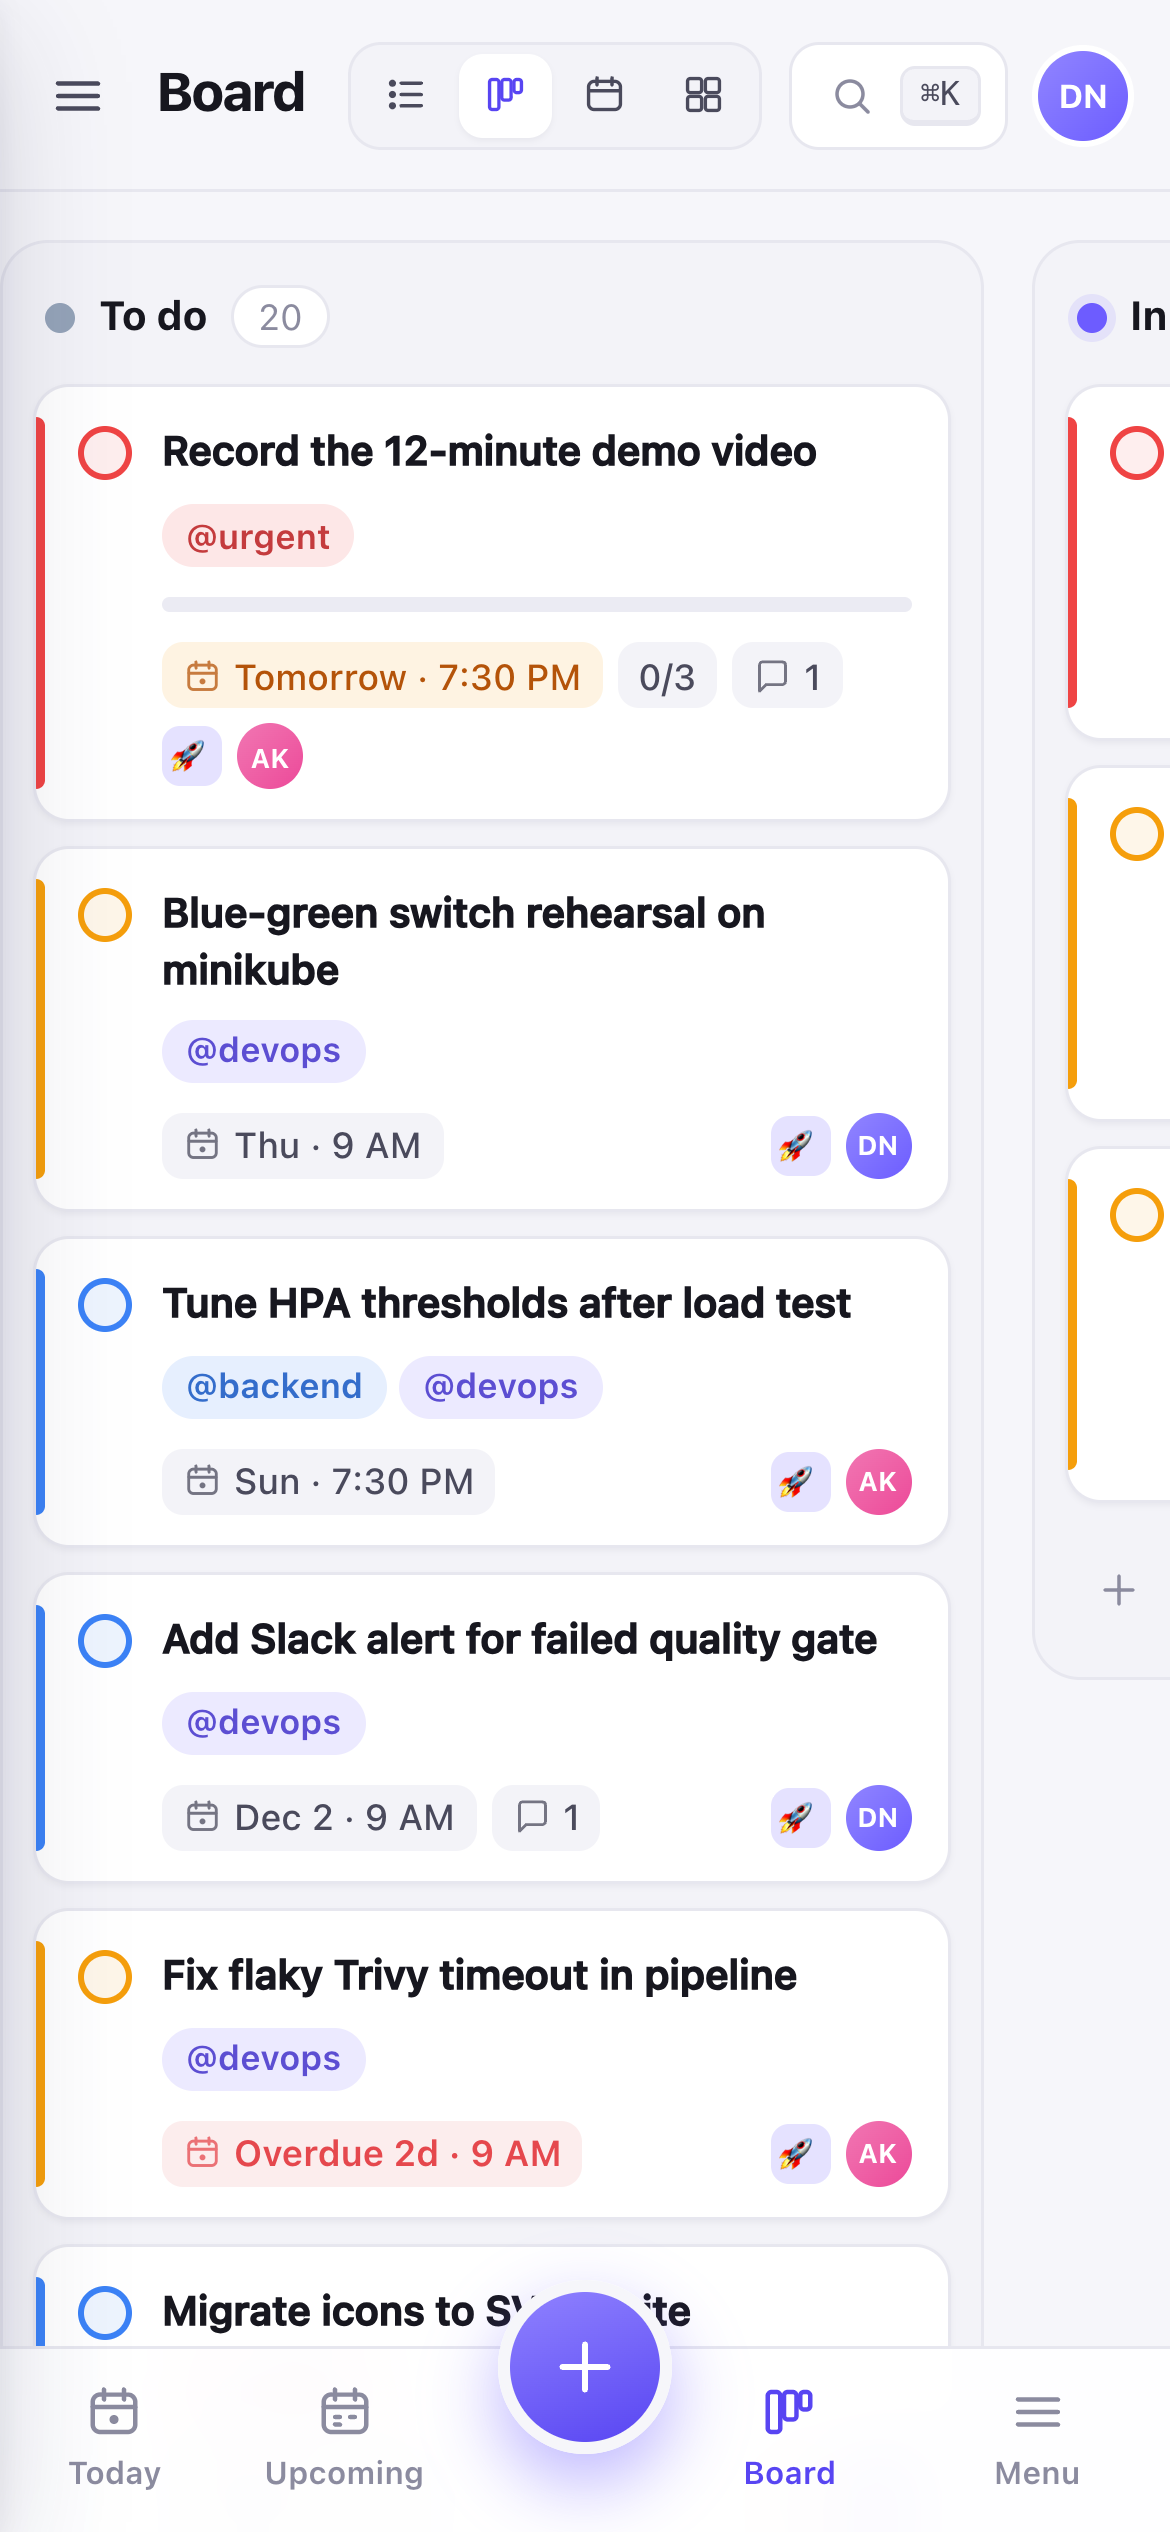 Board
⌘K
DN
To do 20
In
Record the 12-minute demo video
@urgent
Tomorrow · 7:30 PM 0/3 1
AK
Blue-green switch rehearsal on
minikube
@devops
Thu · 9 AM DN
Tune HPA thresholds after load test
@backend @devops
Sun · 7:30 PM AK
Add Slack alert for failed quality gate
@devops
Dec 2 · 9 AM 1 DN
Fix flaky Trivy timeout in pipeline
@devops
Overdue 2d · 9 AM AK
Migrate icons to
Today Upcoming Board Menu